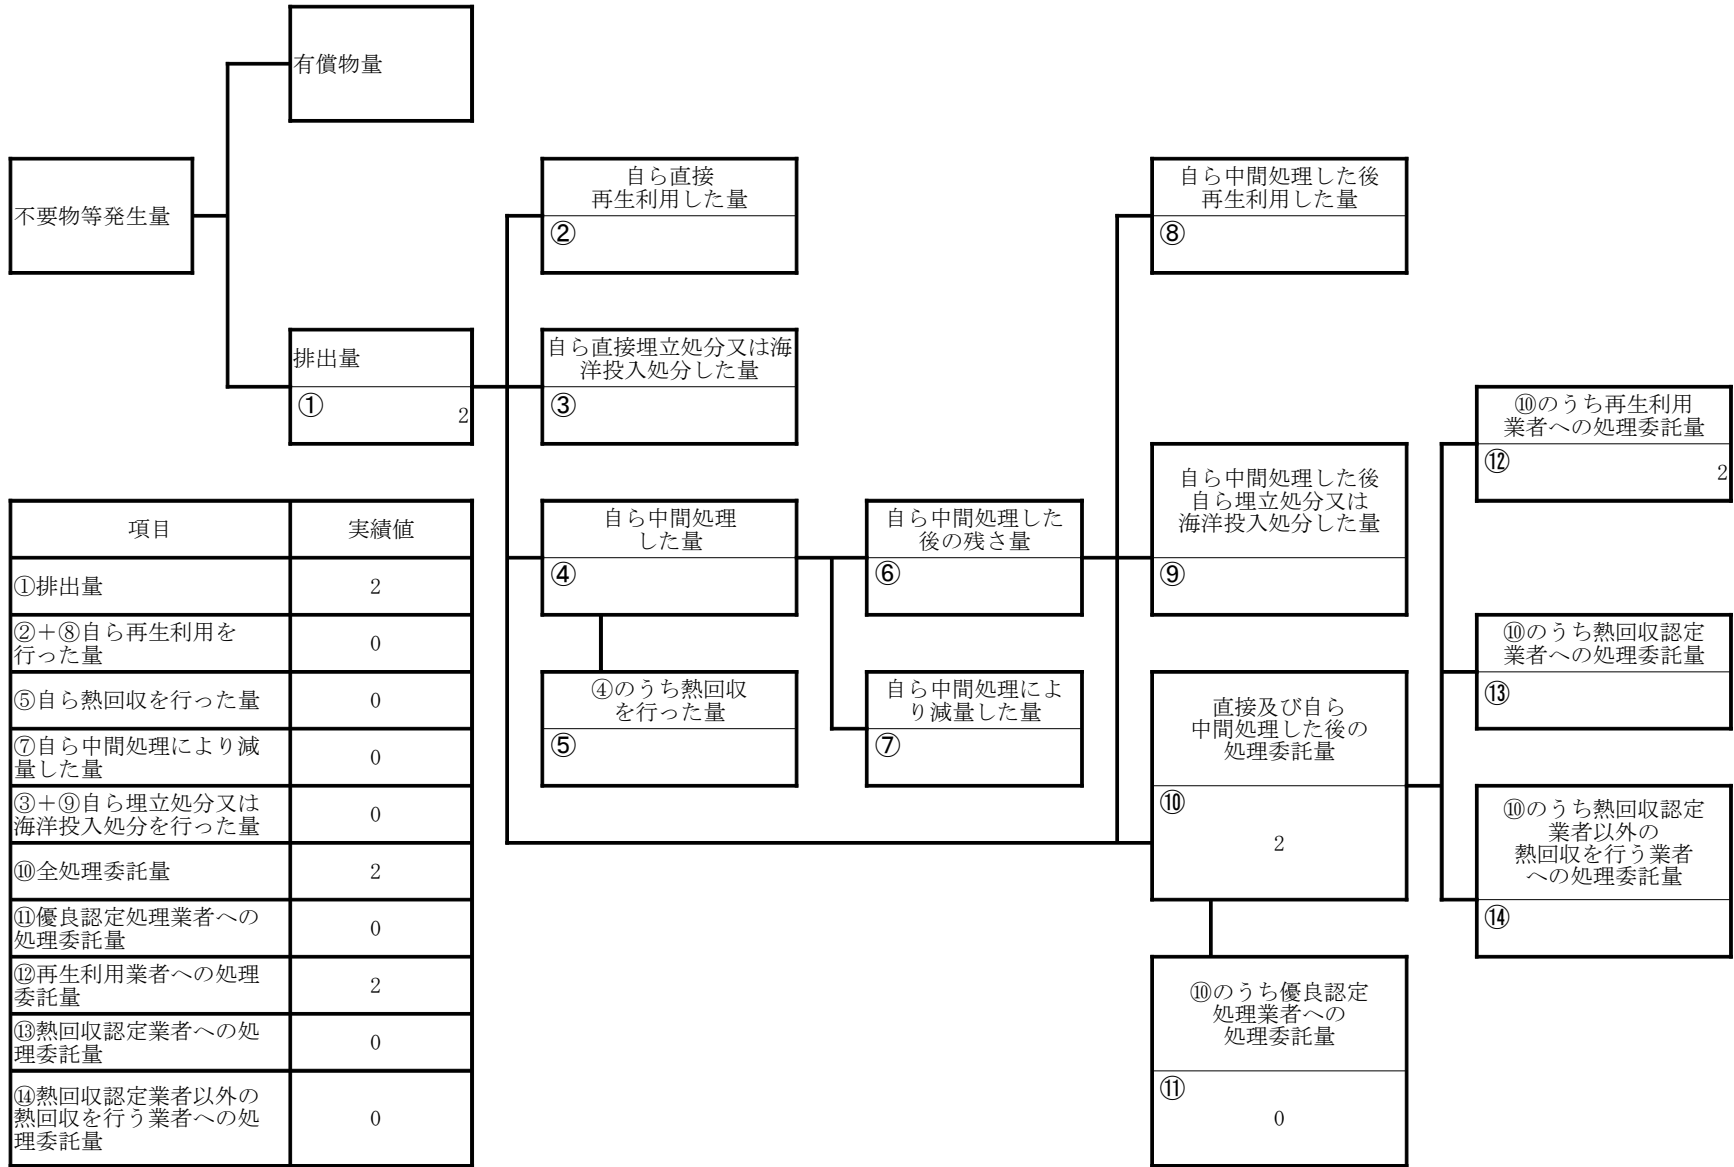 有償物量
不要物等発生量
自ら直接
再生利用した量
②
自ら中間処理した後
再生利用した量
⑧
排出量
①
2
自ら直接埋立処分又は海
洋投入処分した量
③
⑩のうち再生利用
業者への処理委託量
⑫
2
自ら中間処理
した量
④
自ら中間処理した
後の残さ量
⑥
自ら中間処理した後
自ら埋立処分又は
海洋投入処分した量
⑨
④のうち熱回収
を行った量
⑤
自ら中間処理によ
り減量した量
⑦
直接及び自ら
中間処理した後の
処理委託量
⑩
2
⑩のうち熱回収認定
業者への処理委託量
⑬
⑩のうち熱回収認定
業者以外の
熱回収を行う業者
への処理委託量
⑭
⑩のうち優良認定
処理業者への
処理委託量
⑪
0
項目 実績値
①排出量 2
②+⑧自ら再生利用を
行った量 0
⑤自ら熱回収を行った量 0
⑦自ら中間処理により減
量した量 0
③+⑨自ら埋立処分又は
海洋投入処分を行った量 0
⑩全処理委託量 2
⑪優良認定処理業者への
処理委託量 0
⑫再生利用業者への処理
委託量 2
⑬熱回収認定業者への処
理委託量 0
⑭熱回収認定業者以外の
熱回収を行う業者への処
理委託量 0